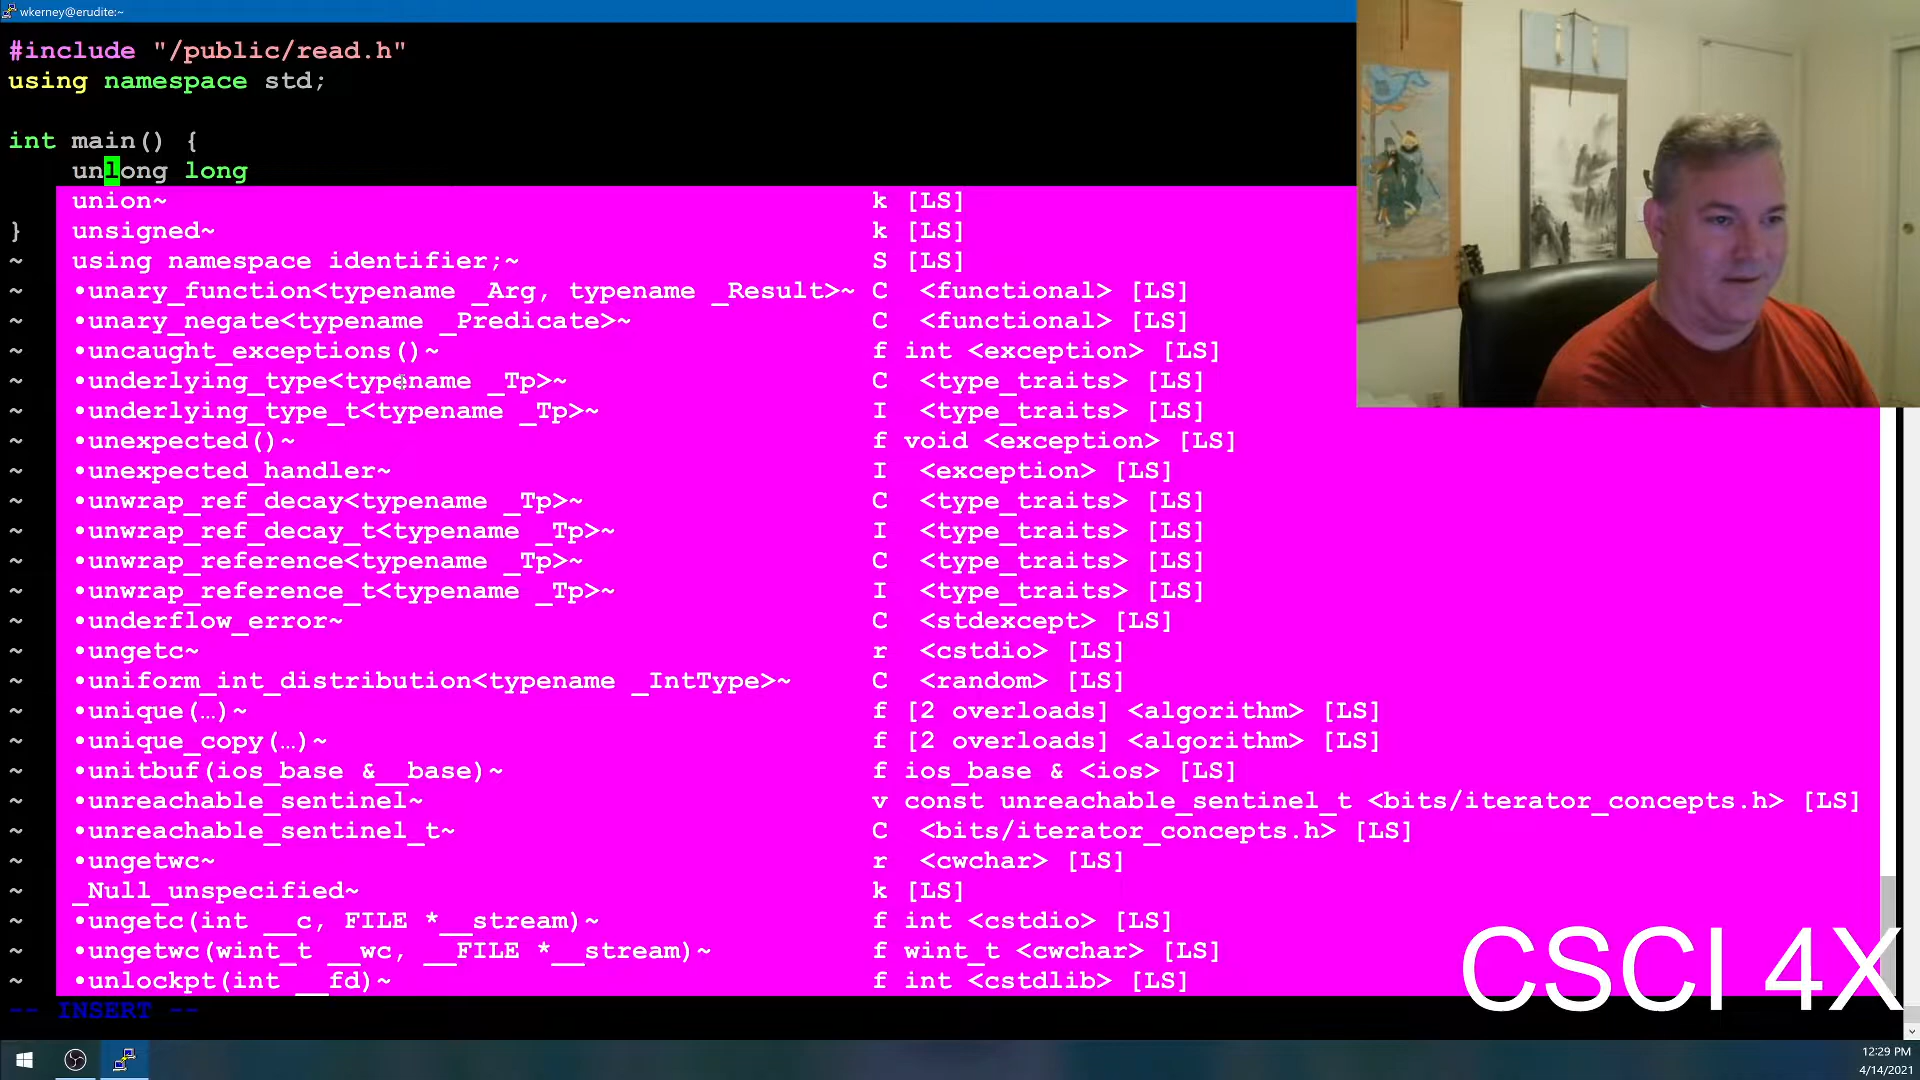 wkerney@erudite:~
#include "/public/read.h"
using namespace std;
int main() {
unlong long
union~ k [LS]
} unsigned~ k [LS]
~ using namespace identifier;~ S [LS]
~ •unary_function<typename _Arg, typename _Result>~ C <functional> [LS]
~ •unary_negate<typename _Predicate>~ C <functional> [LS]
~ •uncaught_exceptions()~ f int <exception> [LS]
~ •underlying_type<typename _Tp>~ C <type_traits> [LS]
~ •underlying_type_t<typename _Tp>~ I <type_traits> [LS]
~ •unexpected()~ f void <exception> [LS]
~ •unexpected_handler~ I <exception> [LS]
~ •unwrap_ref_decay<typename _Tp>~ C <type_traits> [LS]
~ •unwrap_ref_decay_t<typename _Tp>~ I <type_traits> [LS]
~ •unwrap_reference<typename _Tp>~ C <type_traits> [LS]
~ •unwrap_reference_t<typename _Tp>~ I <type_traits> [LS]
~ •underflow_error~ C <stdexcept> [LS]
~ •ungetc~ r <cstdio> [LS]
~ •uniform_int_distribution<typename _IntType>~ C <random> [LS]
~ •unique(…)~ f [2 overloads] <algorithm> [LS]
~ •unique_copy(…)~ f [2 overloads] <algorithm> [LS]
~ •unitbuf(ios_base &__base)~ f ios_base & <ios> [LS]
~ •unreachable_sentinel~ v const unreachable_sentinel_t <bits/iterator_concepts.h> [LS]
~ •unreachable_sentinel_t~ C <bits/iterator_concepts.h> [LS]
~ •ungetwc~ r <cwchar> [LS]
~ _Null_unspecified~ k [LS]
~ •ungetc(int __c, FILE *__stream)~ f int <cstdio> [LS]
~ •ungetwc(wint_t __wc, __FILE *__stream)~ f wint_t <cwchar> [LS]
~ •unlockpt(int __fd)~ f int <cstdlib> [LS]
-- INSERT --
CSCI 4X
12:29 PM
4/14/2021